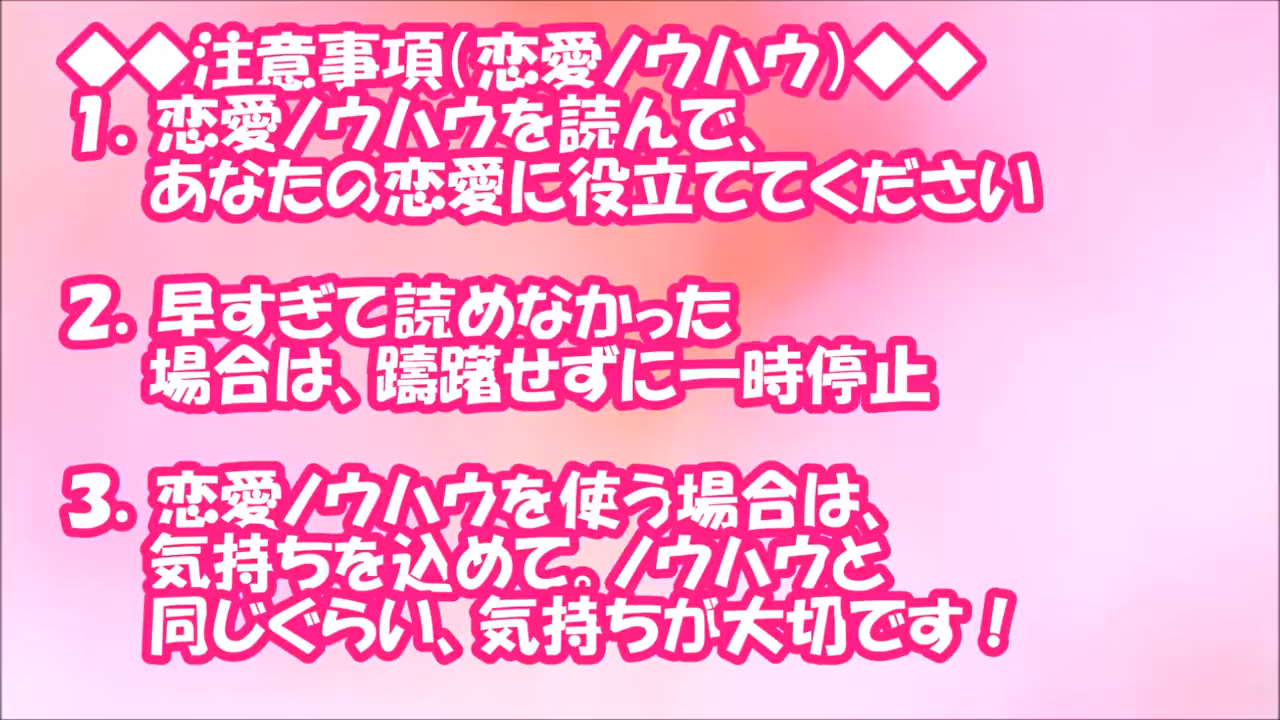 ◆◆注意事項(恋愛ノウハウ)◆◆
1. 恋愛ノウハウを読んで、
あなたの恋愛に役立ててください
2. 早すぎて読めなかった
場合は、躊躇せずに一時停止
3. 恋愛ノウハウを使う場合は、
気持ちを込めて。ノウハウと
同じぐらい、気持ちが大切です！